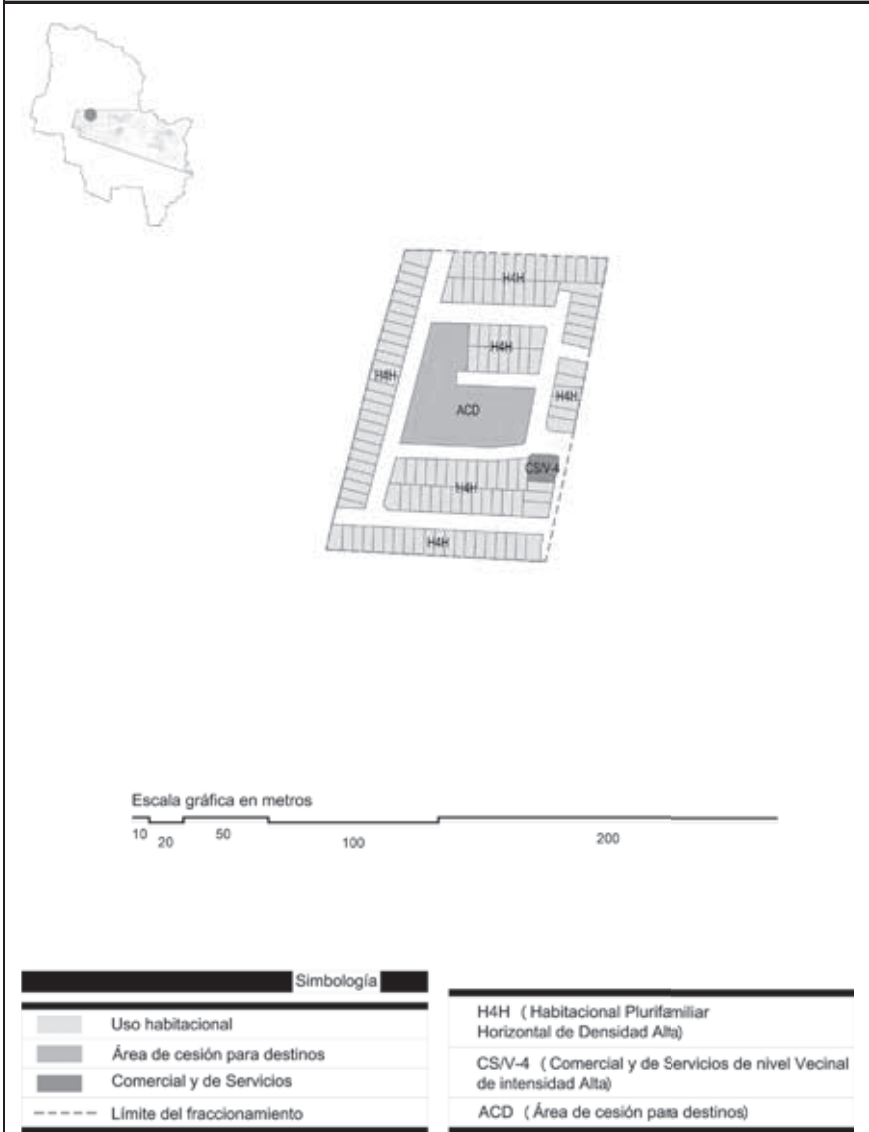 H4H
H4H
H4H
H4H
ACD
CS/V-4
H4H
H4H
Escala gráfica en metros
10
20
50
100
200
Simbología
Uso habitacional
Área de cesión para destinos
Comercial y de Servicios
Límite del fraccionamiento
H4H (Habitacional Plurifamiliar
Horizontal de Densidad Alta)
CS/V-4 (Comercial y de Servicios de nivel Vecinal
de intensidad Alta)
ACD (Área de cesión para destinos)